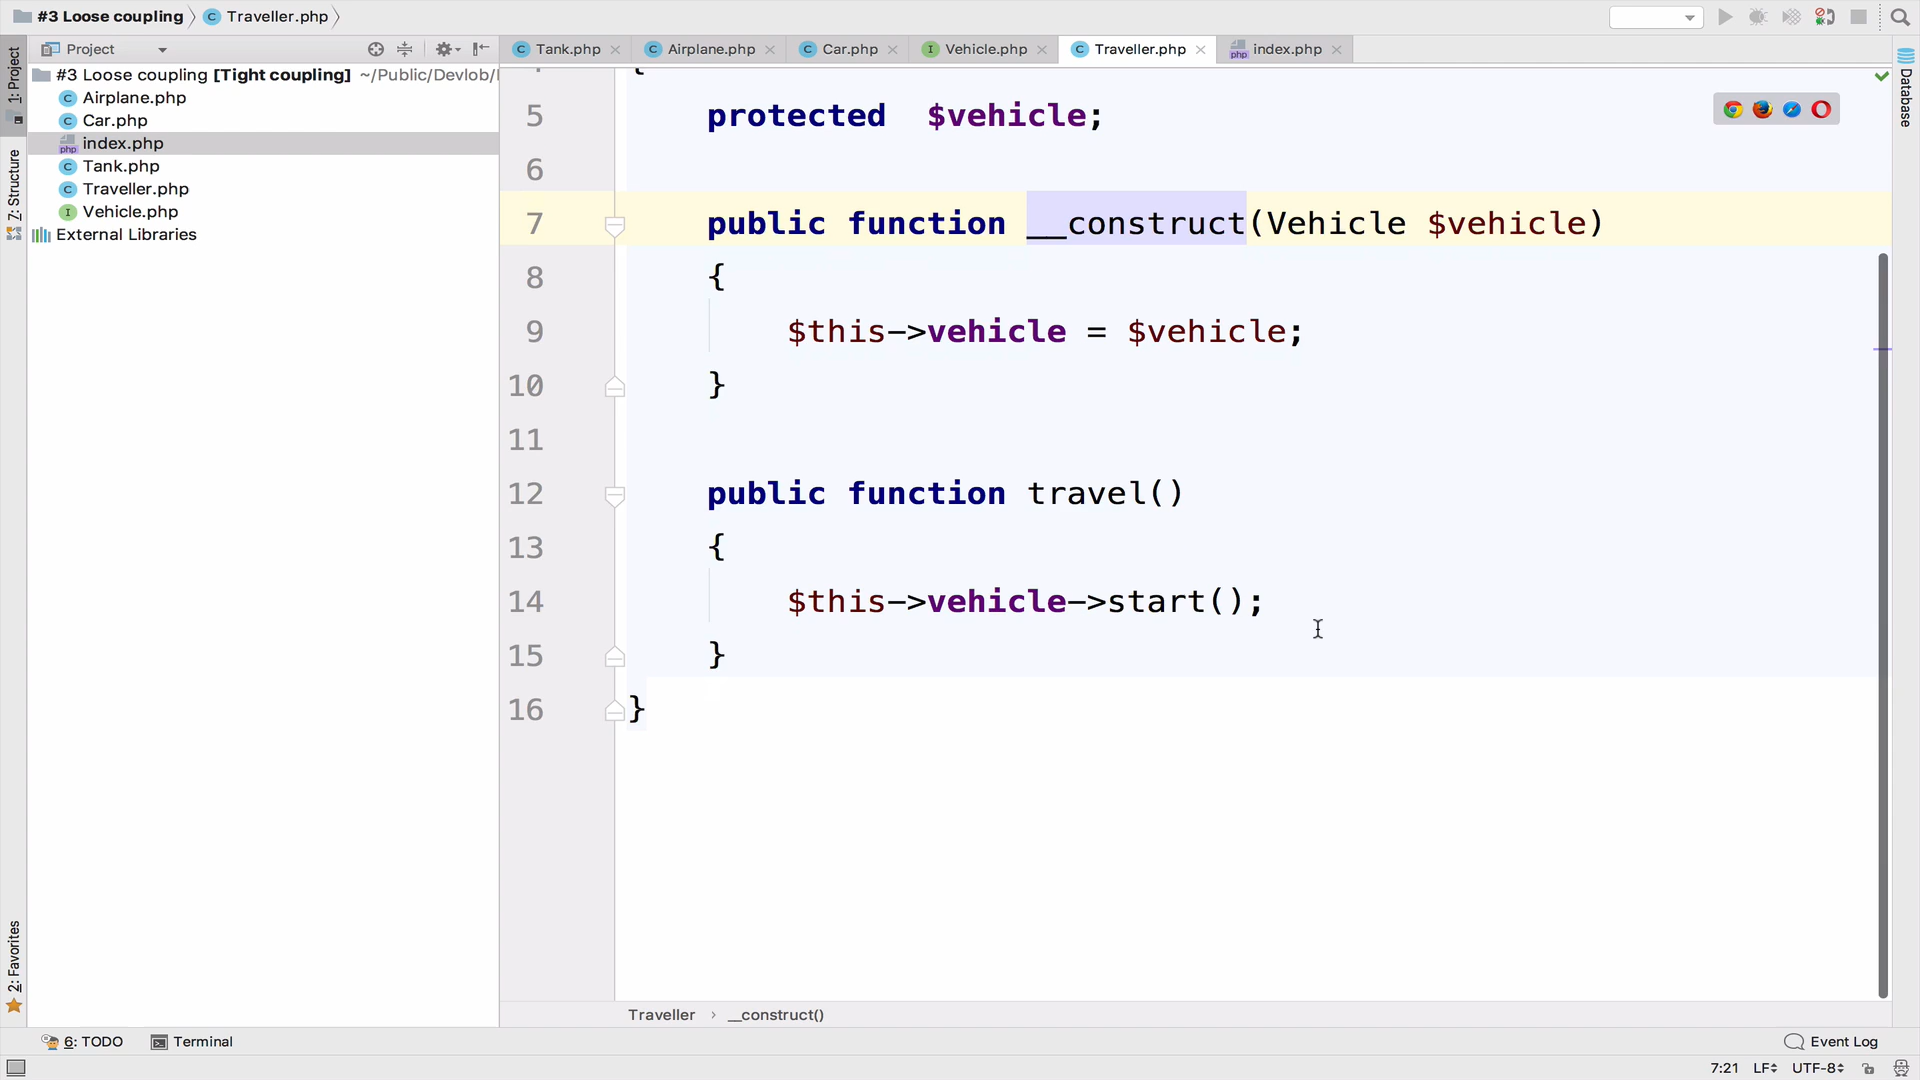 #3 Loose coupling
Traveller.php
Project
Tank.php
Airplane.php
Car.php
Vehicle.php
Traveller.php
index.php
1: Project
7: Structure
2: Favorites
Database
#3 Loose coupling [Tight coupling] ~/Public/Devlob/
Airplane.php
Car.php
index.php
Tank.php
Traveller.php
Vehicle.php
External Libraries
5 protected $vehicle;
6
7 public function __construct(Vehicle $vehicle)
8 {
9 $this->vehicle = $vehicle;
10 }
11
12 public function travel()
13 {
14 $this->vehicle->start();
15 }
16 }
Traveller › __construct()
6: TODO
Terminal
Event Log
7:21 LF UTF-8